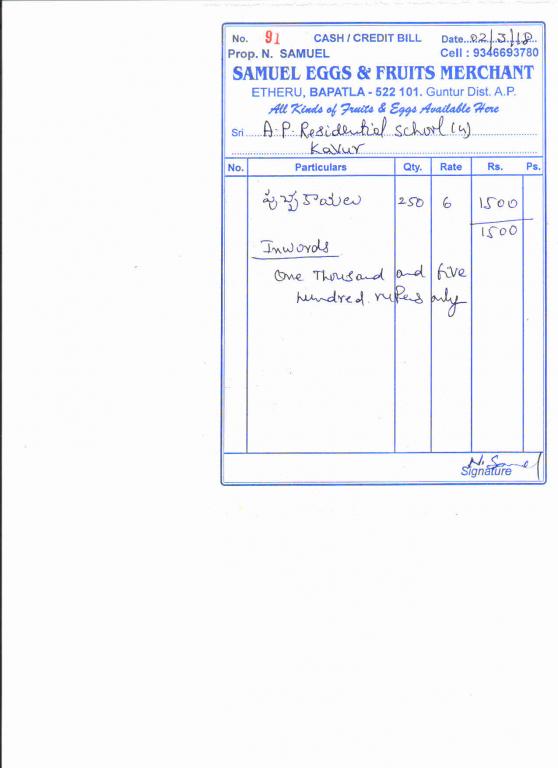 No. 91 CASH / CREDIT BILL Date...02/3/18...
Prop. N. SAMUEL Cell : 9346693780
SAMUEL EGGS & FRUITS MERCHANT
ETHERU, BAPATLA - 522 101. Guntur Dist. A.P.
All Kinds of Fruits & Eggs Available Here
Sri A.P. Residential School (w)
Kavur
No. Particulars Qty. Rate Rs. Ps.
పుచ్చకాయలు 250 6 1500
1500
Inwords
One Thousand and five
hundred rupees only
N. Samuel
Signature